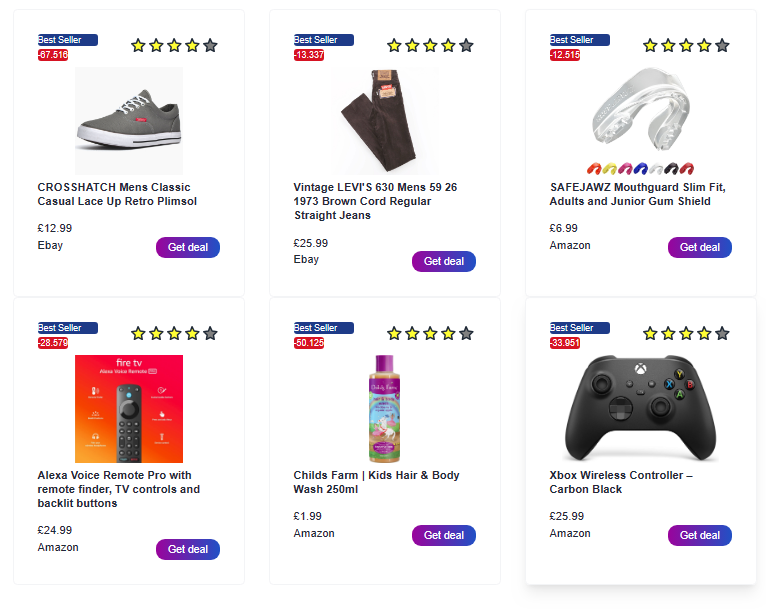 Best Seller
-67.516
CROSSHATCH Mens Classic
Casual Lace Up Retro Plimsol
£12.99
Ebay
Get deal
Best Seller
-13.337
Vintage LEVI'S 630 Mens 59 26
1973 Brown Cord Regular
Straight Jeans
£25.99
Ebay
Get deal
Best Seller
-12.515
SAFEJAWZ Mouthguard Slim Fit,
Adults and Junior Gum Shield
£6.99
Amazon
Get deal
Best Seller
-28.579
fire tv
Alexa Voice Remote
Alexa Voice Remote Pro with
remote finder, TV controls and
backlit buttons
£24.99
Amazon
Get deal
Best Seller
-50.125
Childs Farm
Childs Farm | Kids Hair & Body
Wash 250ml
£1.99
Amazon
Get deal
Best Seller
-33.951
Y
X
B
A
Xbox Wireless Controller –
Carbon Black
£25.99
Amazon
Get deal